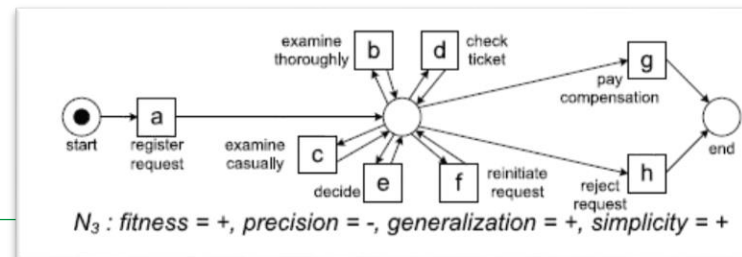 examine
thoroughly
b
d
check
ticket
g
pay
compensation
a
start
register
request
examine
casually
c
decide
e
f
reinitiate
request
reject
request
h
end
N3 : fitness = +, precision = -, generalization = +, simplicity = +